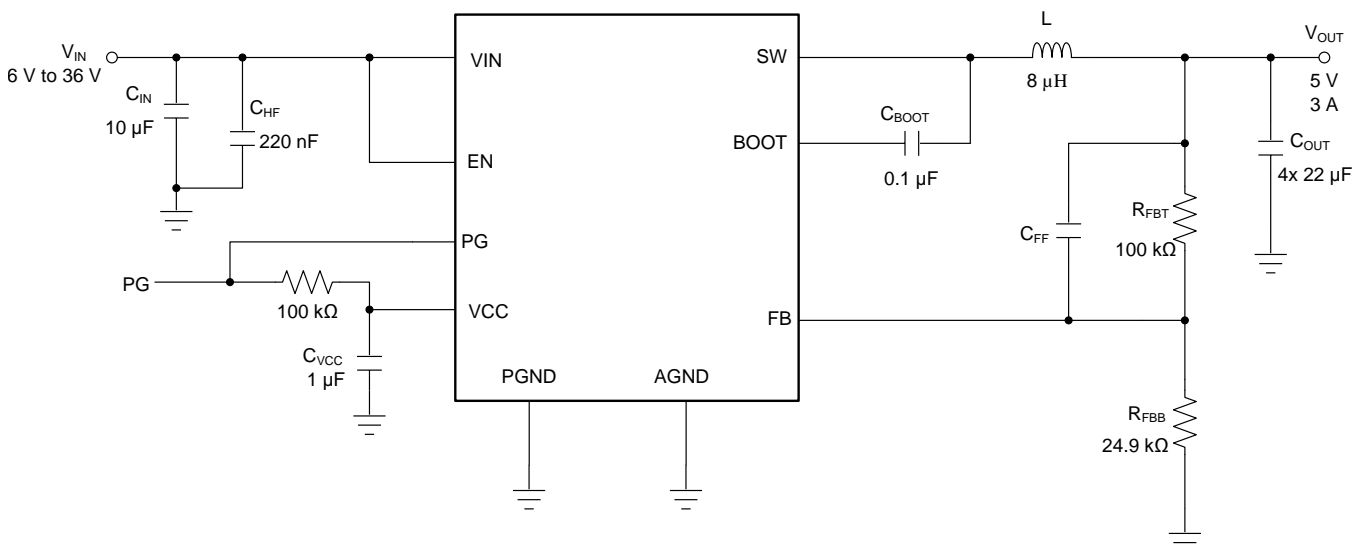 V_IN
6 V to 36 V
C_IN
10 µF
C_HF
220 nF
VIN
EN
PG
VCC
PGND
AGND
SW
BOOT
FB
PG
100 kΩ
C_VCC
1 µF
L
8 µH
C_BOOT
0.1 µF
C_FF
R_FBT
100 kΩ
R_FBB
24.9 kΩ
V_OUT
5 V
3 A
C_OUT
4x 22 µF